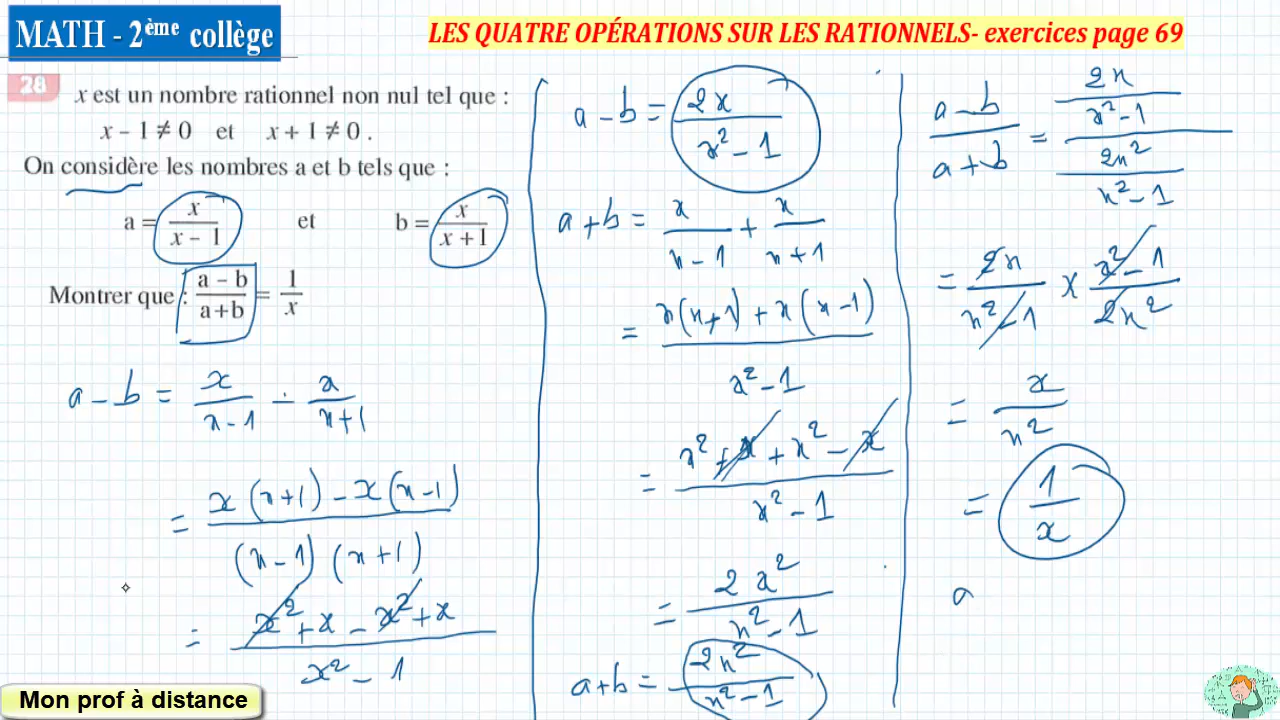 MATH - 2ème collège
LES QUATRE OPÉRATIONS SUR LES RATIONNELS- exercices page 69
28
x est un nombre rationnel non nul tel que :
x - 1 ≠ 0 et x + 1 ≠ 0 .
On considère les nombres a et b tels que :
a = x/(x - 1) et b = x/(x + 1)
Montrer que : (a - b)/(a + b) = 1/x
a - b = x/(x - 1) - x/(x + 1)
= (x(x + 1) - x(x - 1))/((x - 1)(x + 1))
= (x² + x - x² + x)/(x² - 1)
a - b = 2x/(x² - 1)
a + b = x/(x - 1) + x/(x + 1)
= (x(x + 1) + x(x - 1))/(x² - 1)
= (x² + x + x² - x)/(x² - 1)
= 2x²/(x² - 1)
a + b = 2x²/(x² - 1)
(a - b)/(a + b) = (2x/(x² - 1))/(2x²/(x² - 1))
= 2x/(x² - 1) × (x² - 1)/(2x²)
= x/x²
= 1/x
a
Mon prof à distance